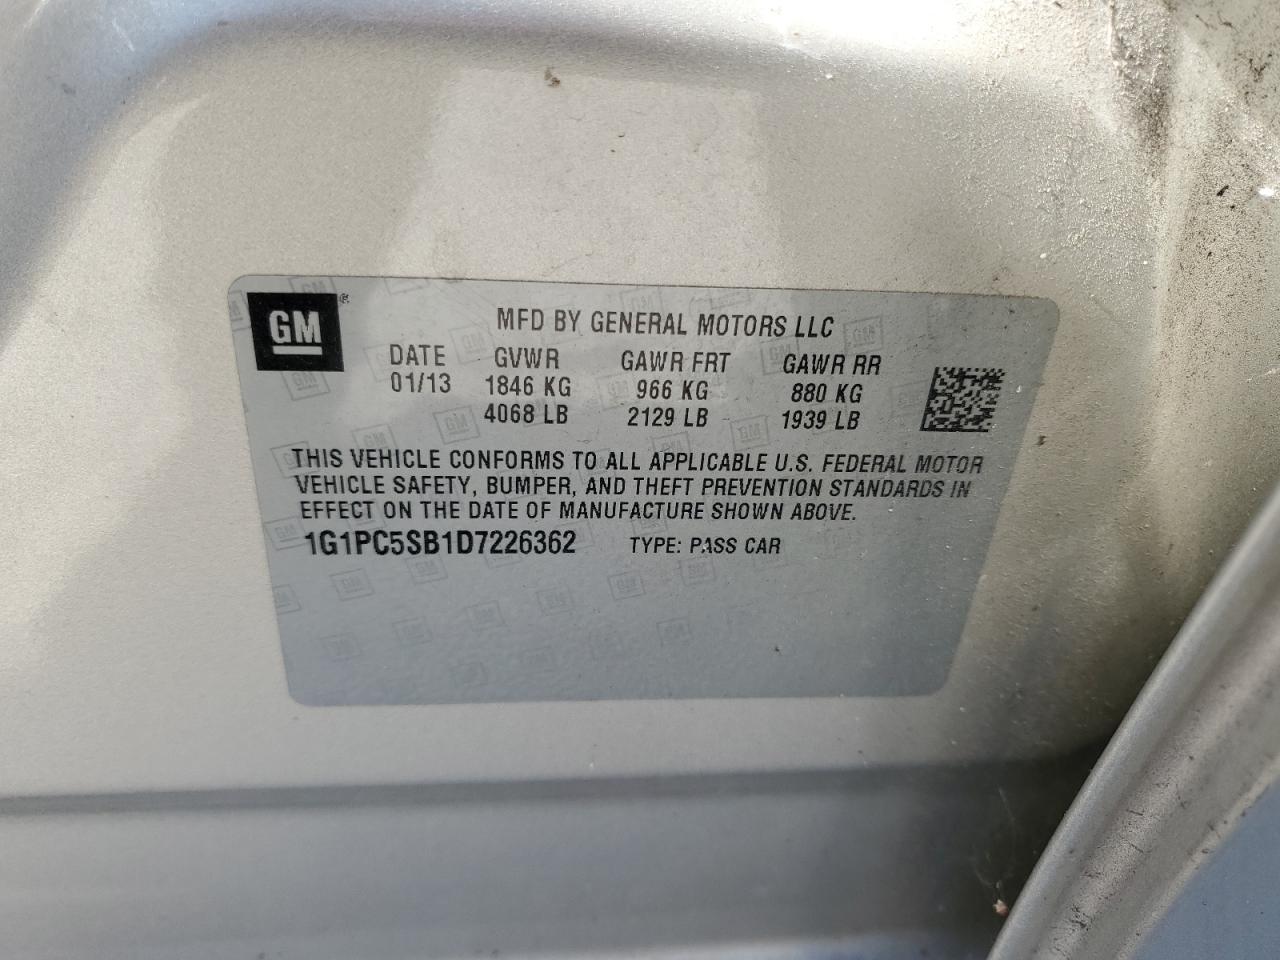 GM®
MFD BY GENERAL MOTORS LLC
DATE GVWR GAWR FRT GAWR RR
01/13 1846 KG 966 KG 880 KG
4068 LB 2129 LB 1939 LB
THIS VEHICLE CONFORMS TO ALL APPLICABLE U.S. FEDERAL MOTOR
VEHICLE SAFETY, BUMPER, AND THEFT PREVENTION STANDARDS IN
EFFECT ON THE DATE OF MANUFACTURE SHOWN ABOVE.
1G1PC5SB1D7226362 TYPE: PASS CAR